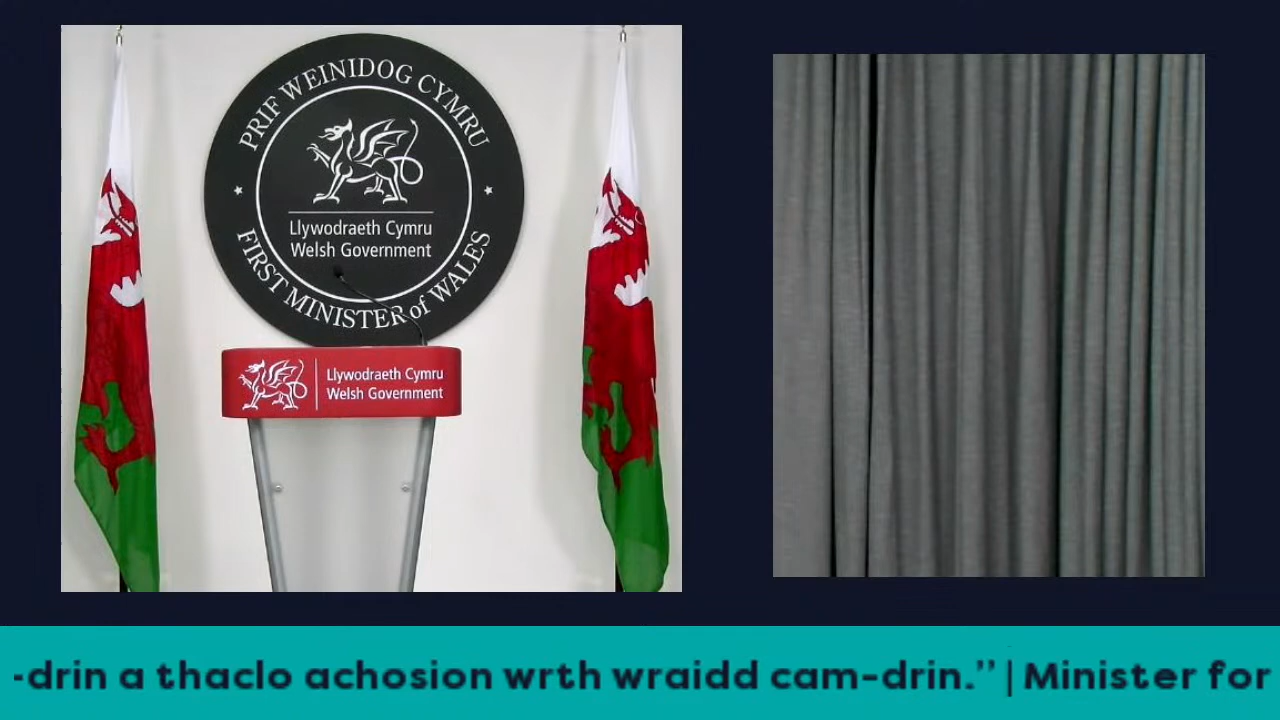 PRIF WEINIDOG CYMRU
Llywodraeth Cymru
Welsh Government
FIRST MINISTER of WALES
Llywodraeth Cymru
Welsh Government
-drin a thaclo achosion wrth wraidd cam-drin.” | Minister for